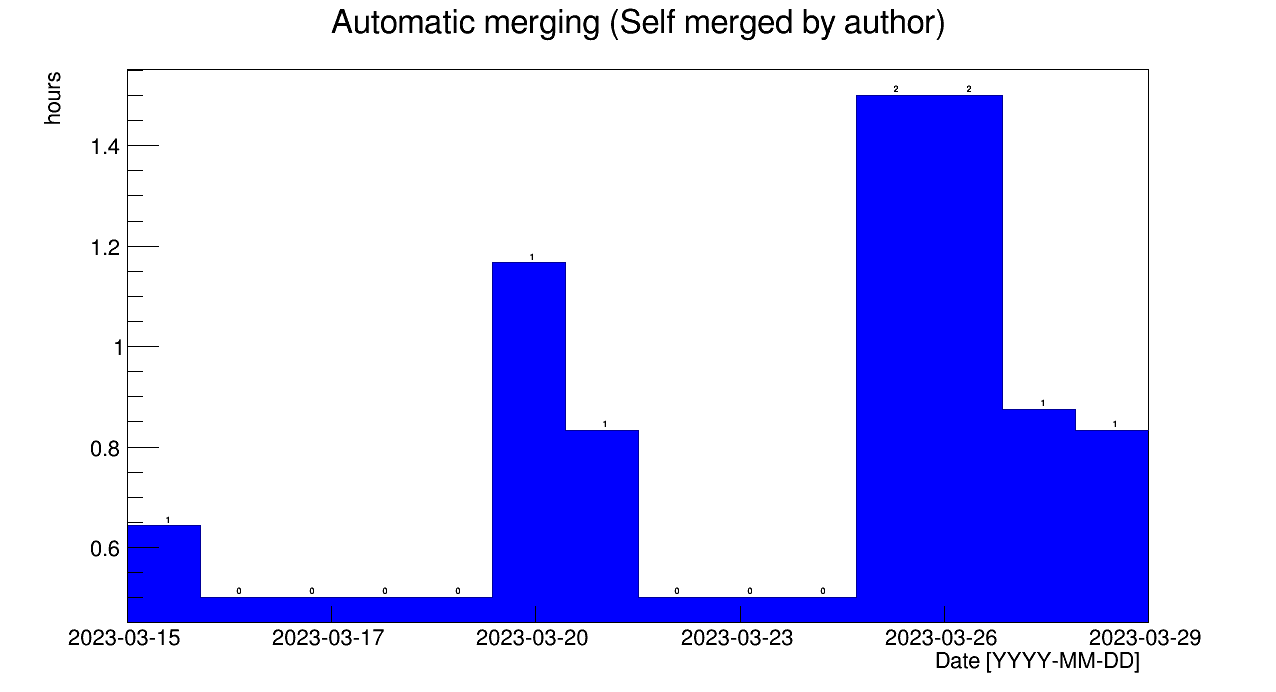 Automatic merging (Self merged by author)
hours
2 2
1.4
1.2
1
1
1
0.8
1 1
1
0.6
0 0 0 0 0 0 0
2023-03-15 2023-03-17 2023-03-20 2023-03-23 2023-03-26 2023-03-29
Date [YYYY-MM-DD]